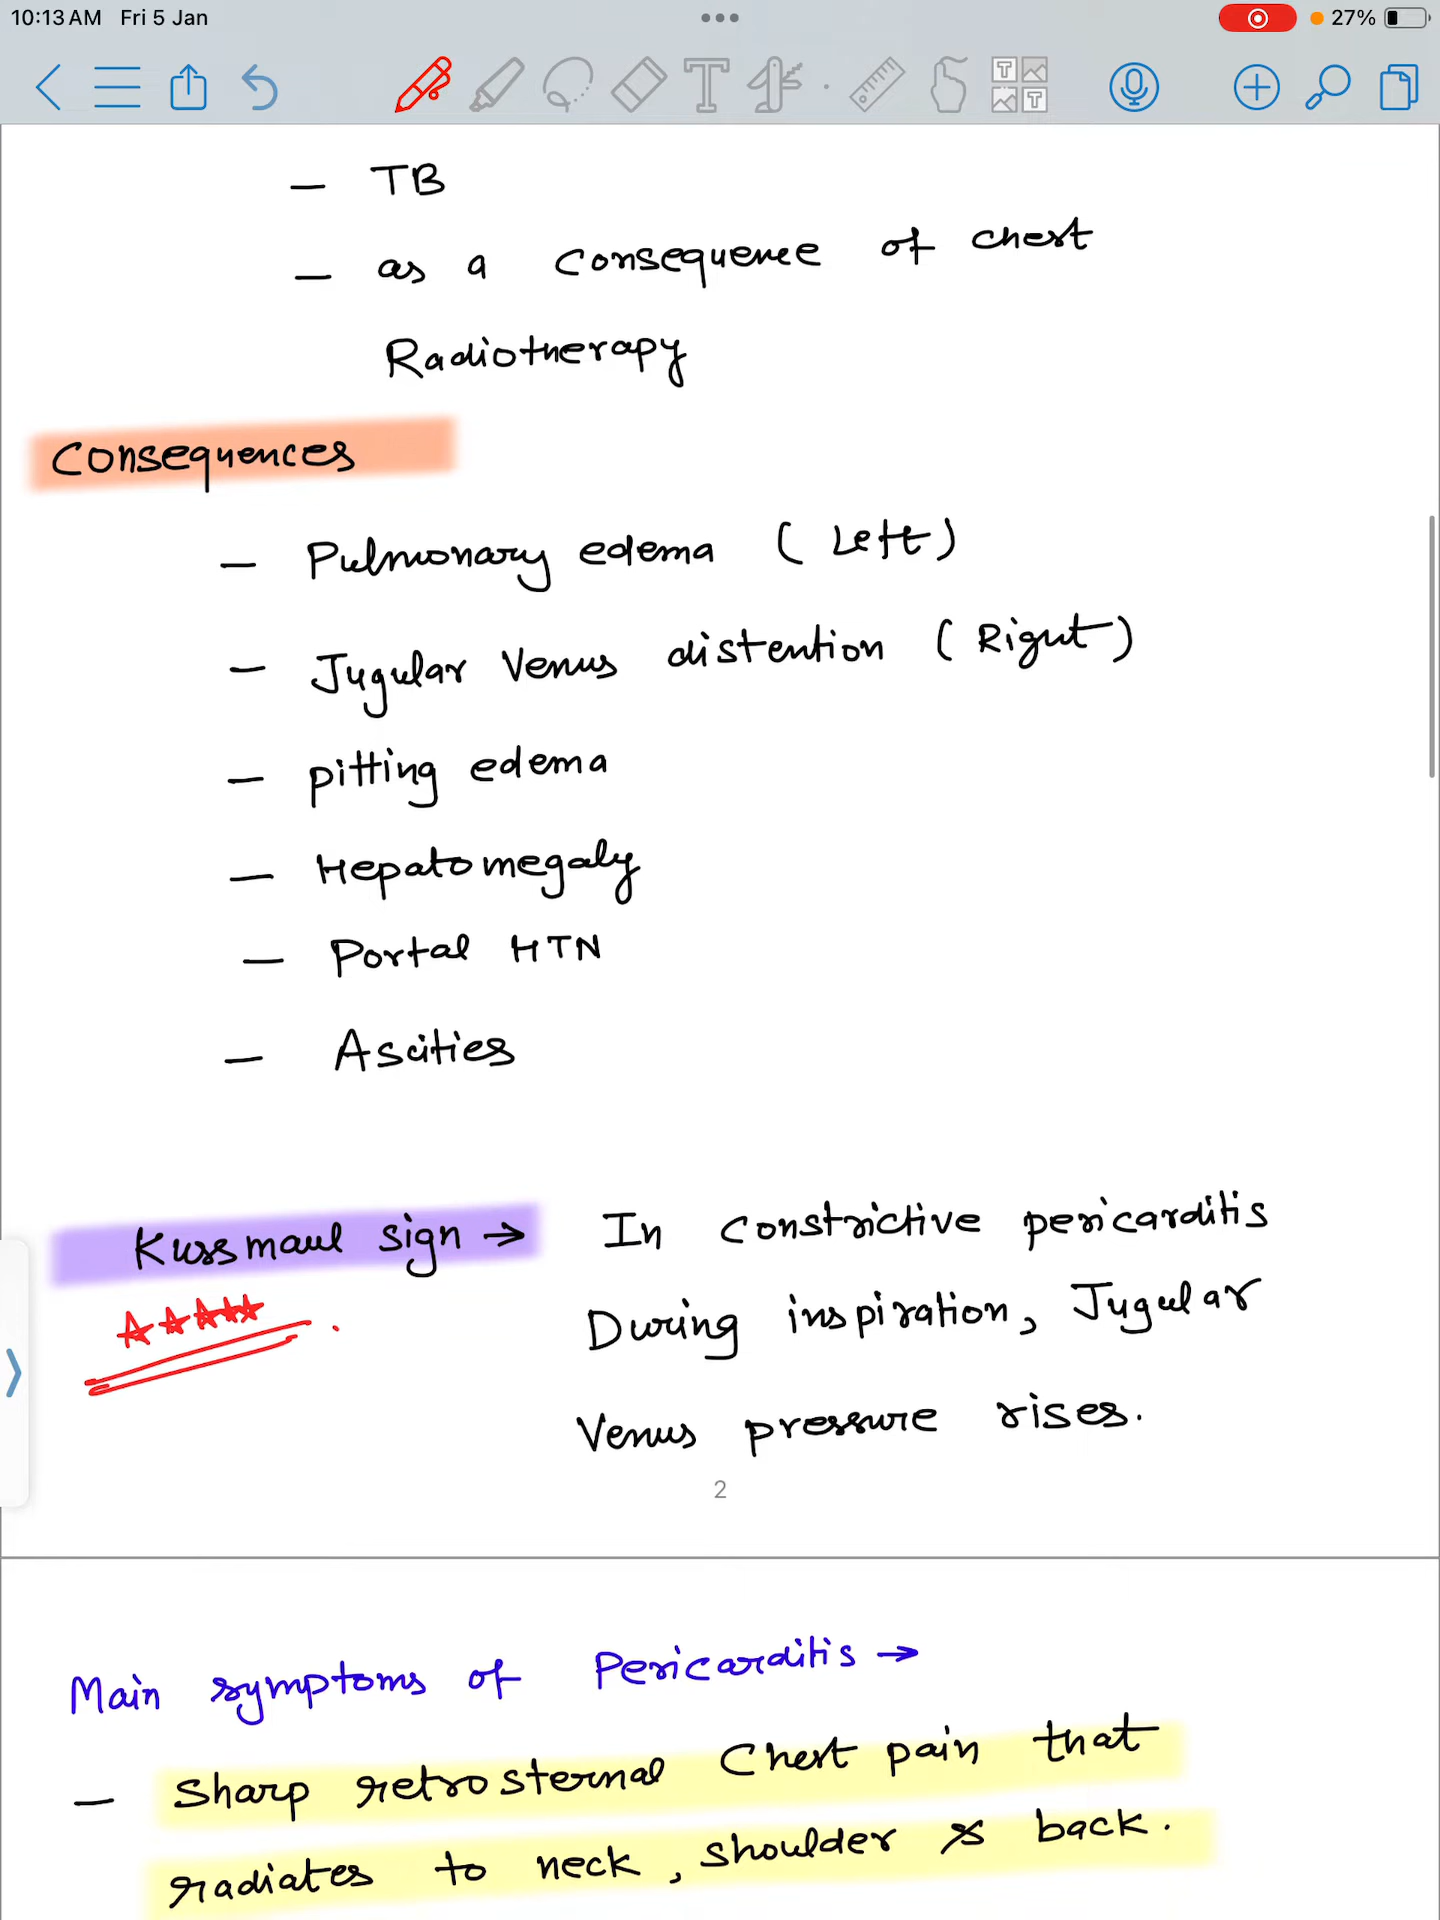 10:13 AM Fri 5 Jan
27%
– TB
– as a consequence of chest
Radiotherapy
Consequences
– Pulmonary edema (Left)
– Jugular Venus distention (Right)
– pitting edema
– Hepatomegaly
– Portal HTN
– Ascities
Kussmaul sign → In constrictive pericarditis
During inspiration, Jugular
Venus pressure rises.
2
Main symptoms of Pericarditis →
– Sharp retrosternal Chest pain that
radiates to neck, shoulder & back.